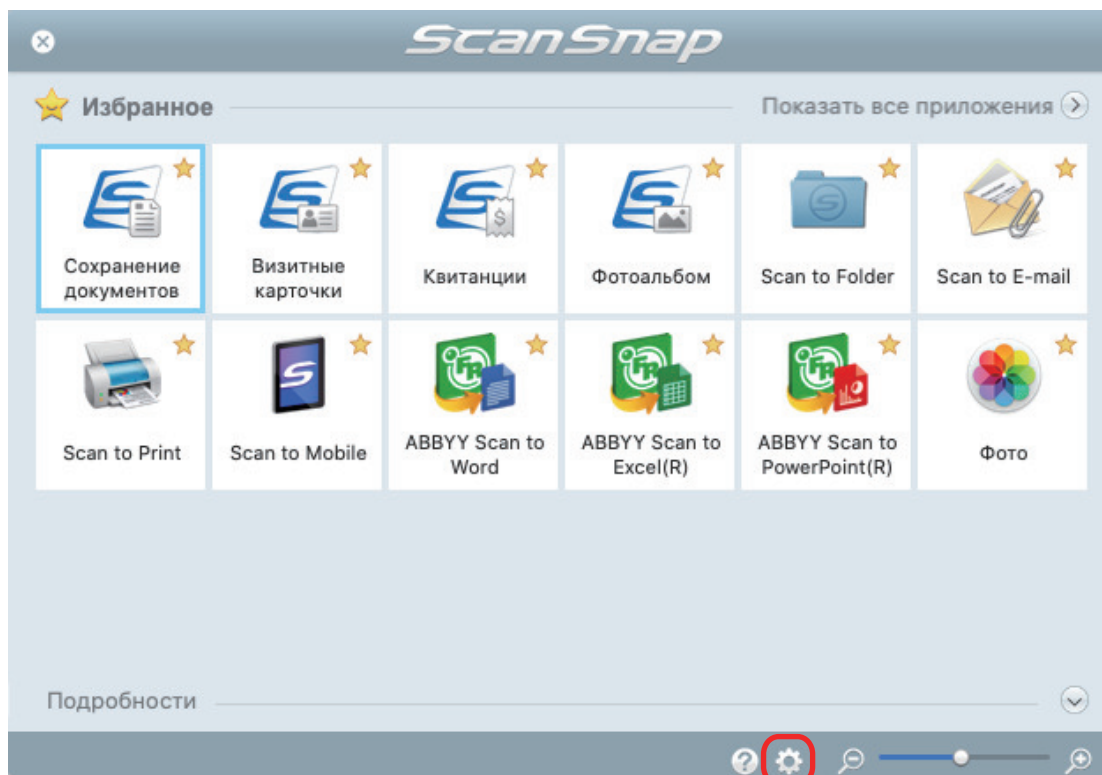 ScanSnap
Избранное
Показать все приложения
Сохранение
документов
Визитные
карточки
Квитанции
Фотоальбом
Scan to Folder
Scan to E-mail
Scan to Print
Scan to Mobile
ABBYY Scan to
Word
ABBYY Scan to
Excel(R)
ABBYY Scan to
PowerPoint(R)
Фото
Подробности